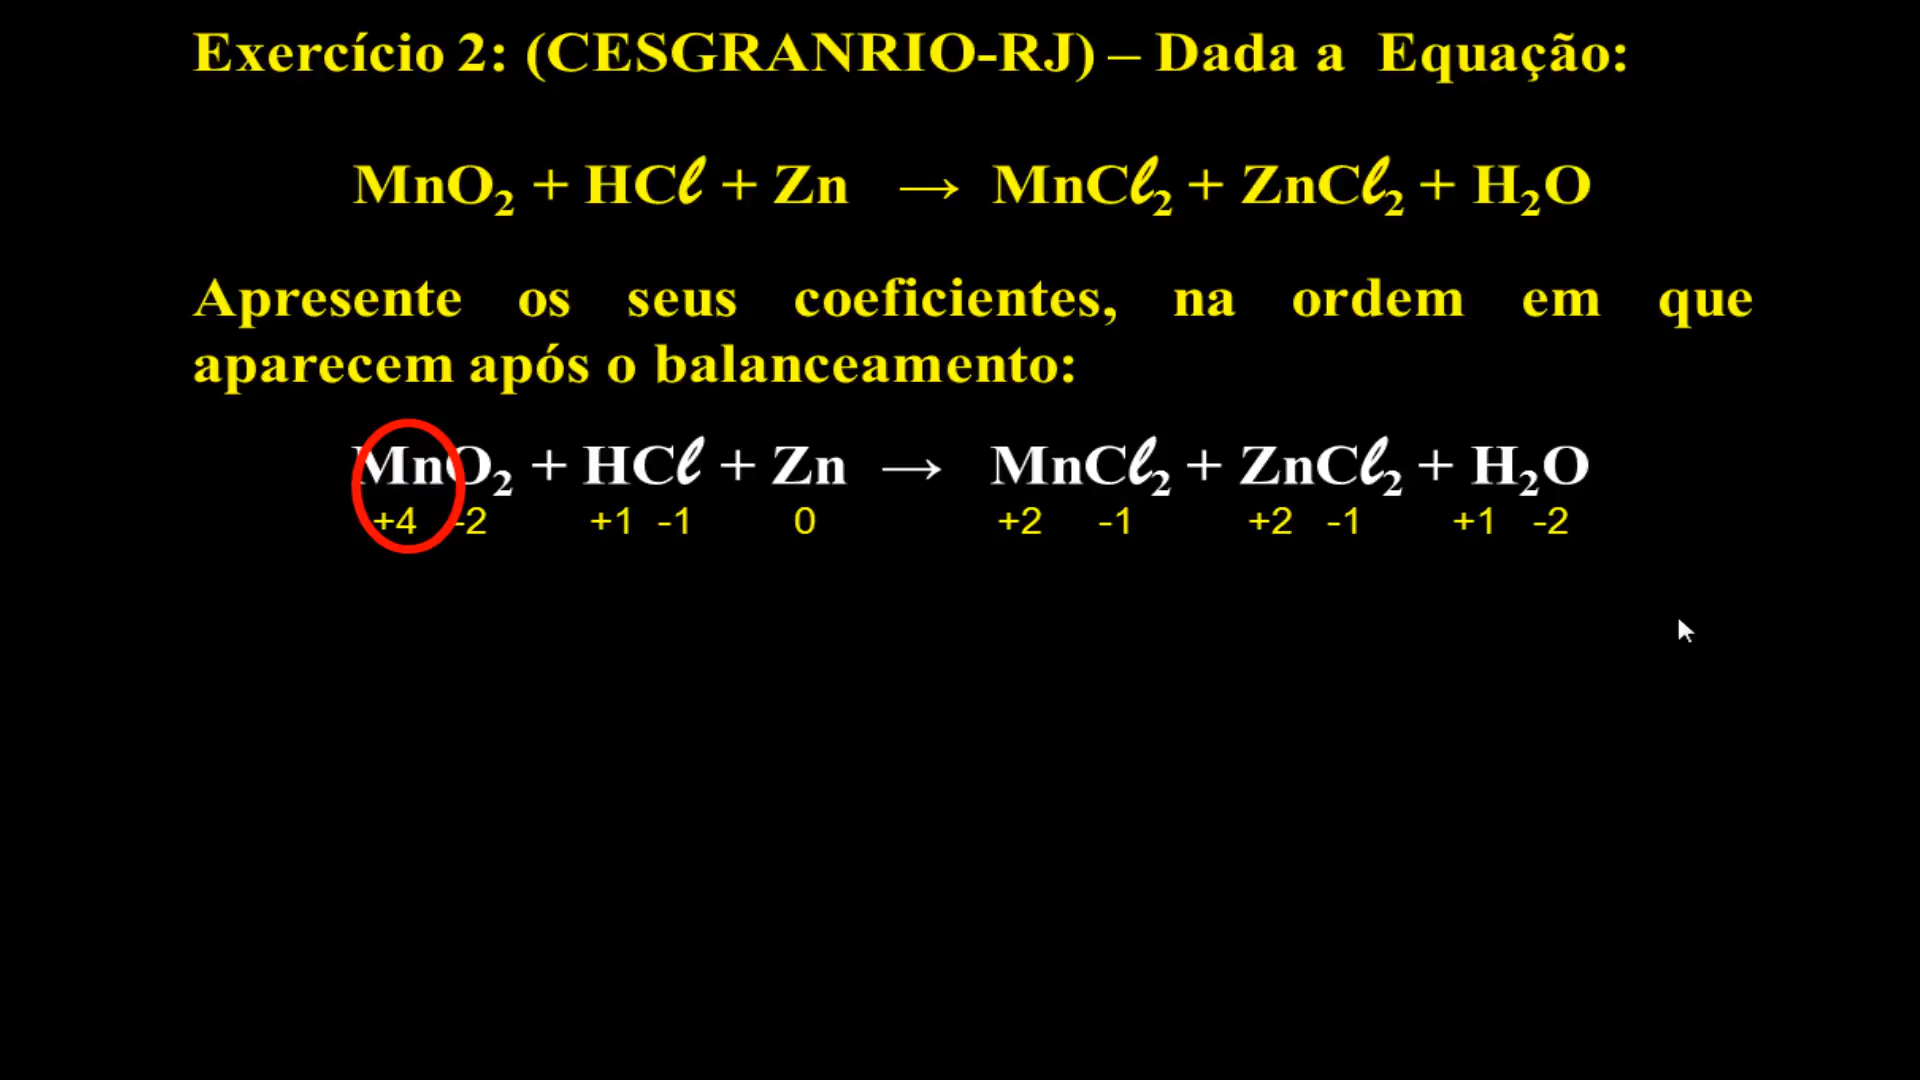 Exercício 2: (CESGRANRIO-RJ) – Dada a Equação:
MnO₂ + HCℓ + Zn → MnCℓ₂ + ZnCℓ₂ + H₂O
Apresente os seus coeficientes, na ordem em que
aparecem após o balanceamento:
MnO₂ + HCℓ + Zn → MnCℓ₂ + ZnCℓ₂ + H₂O
+4 -2 +1 -1 0 +2 -1 +2 -1 +1 -2